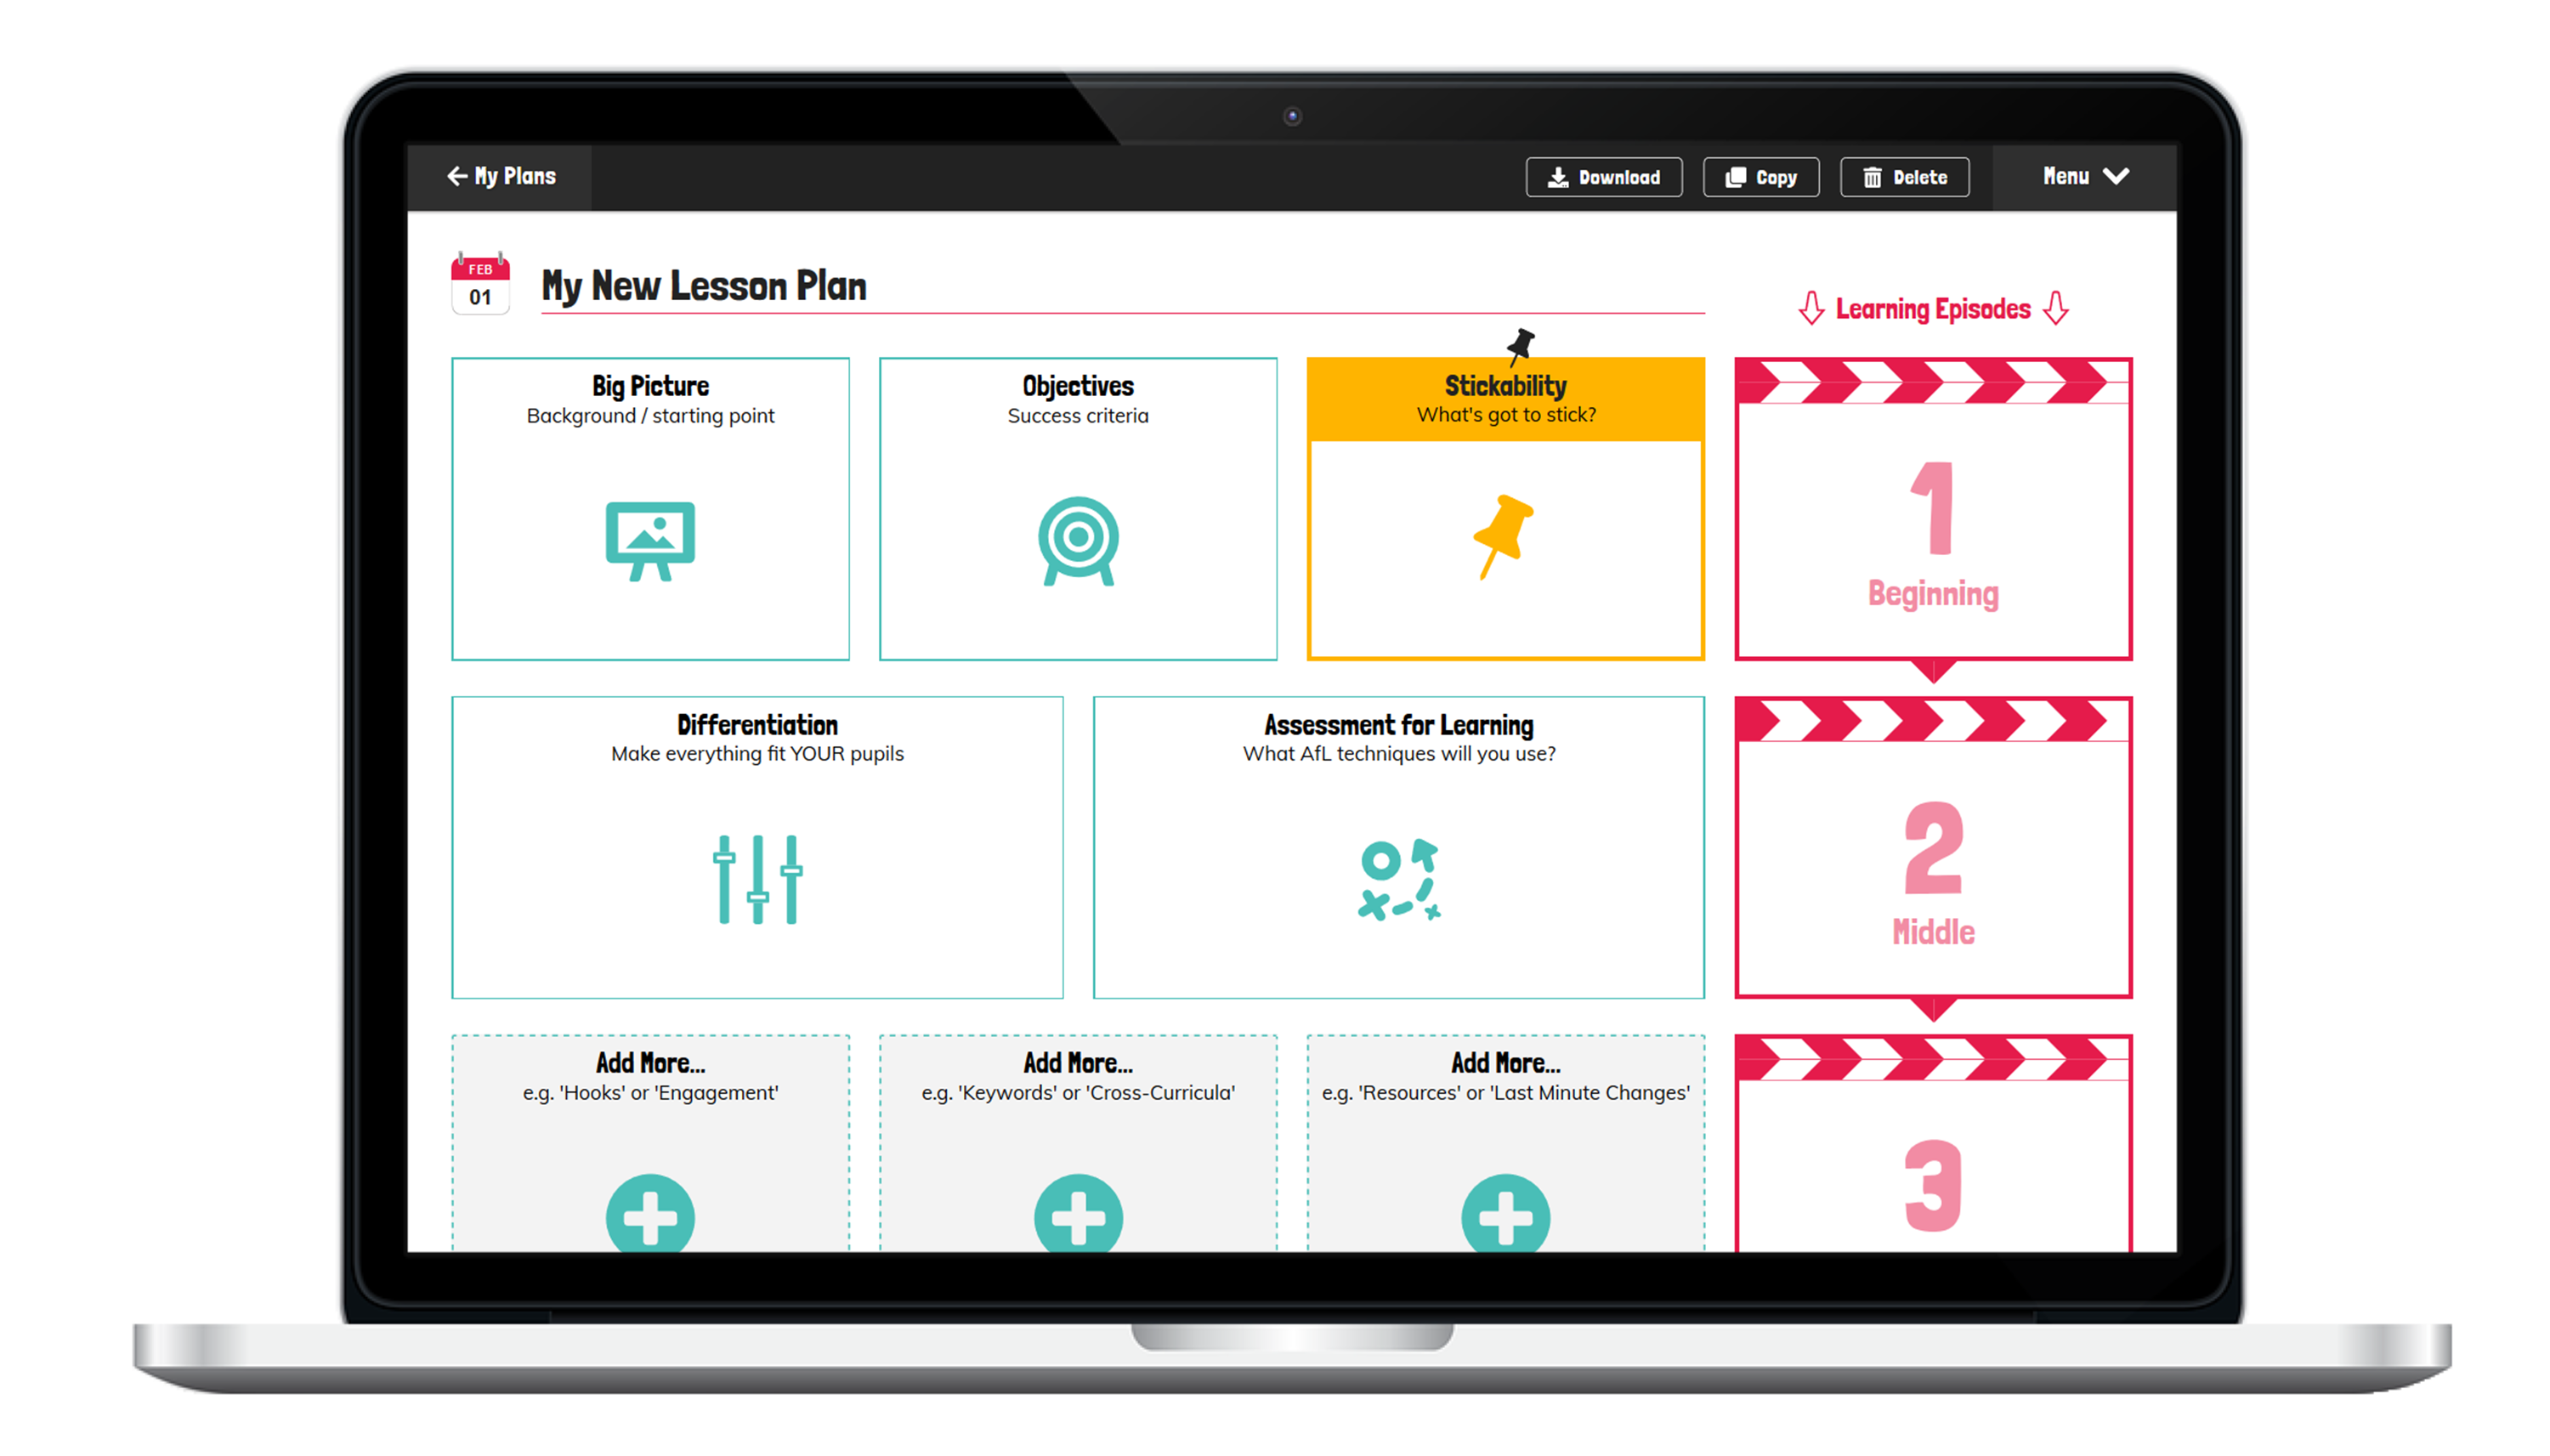 My Plans
Download
Copy
Delete
Menu
FEB
01
My New Lesson Plan
Learning Episodes
Big Picture
Background / starting point
Objectives
Success criteria
Stickability
What's got to stick?
1
Beginning
Differentiation
Make everything fit YOUR pupils
Assessment for Learning
What AfL techniques will you use?
2
Middle
Add More...
e.g. 'Hooks' or 'Engagement'
Add More...
e.g. 'Keywords' or 'Cross-Curricula'
Add More...
e.g. 'Resources' or 'Last Minute Changes'
3